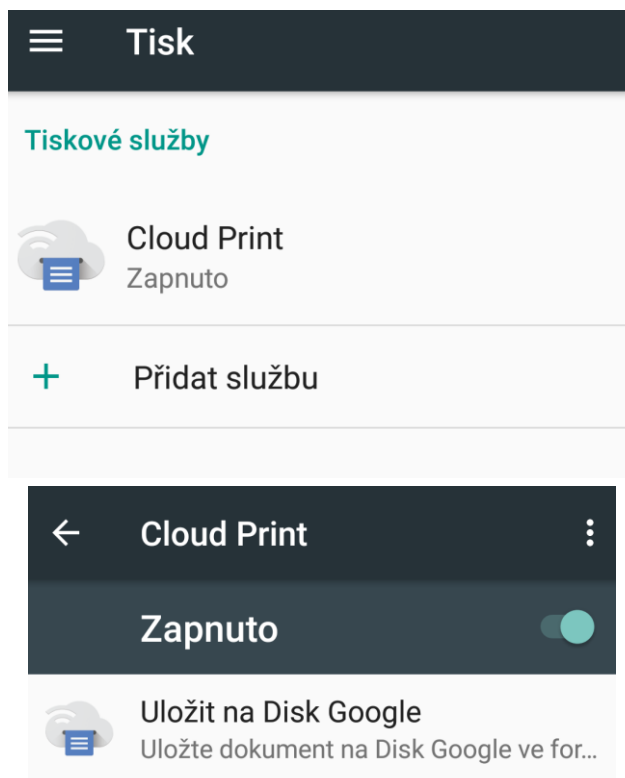 Tisk
Tiskové služby
Cloud Print
Zapnuto
Přidat službu
Cloud Print
Zapnuto
Uložit na Disk Google
Uložte dokument na Disk Google ve for...